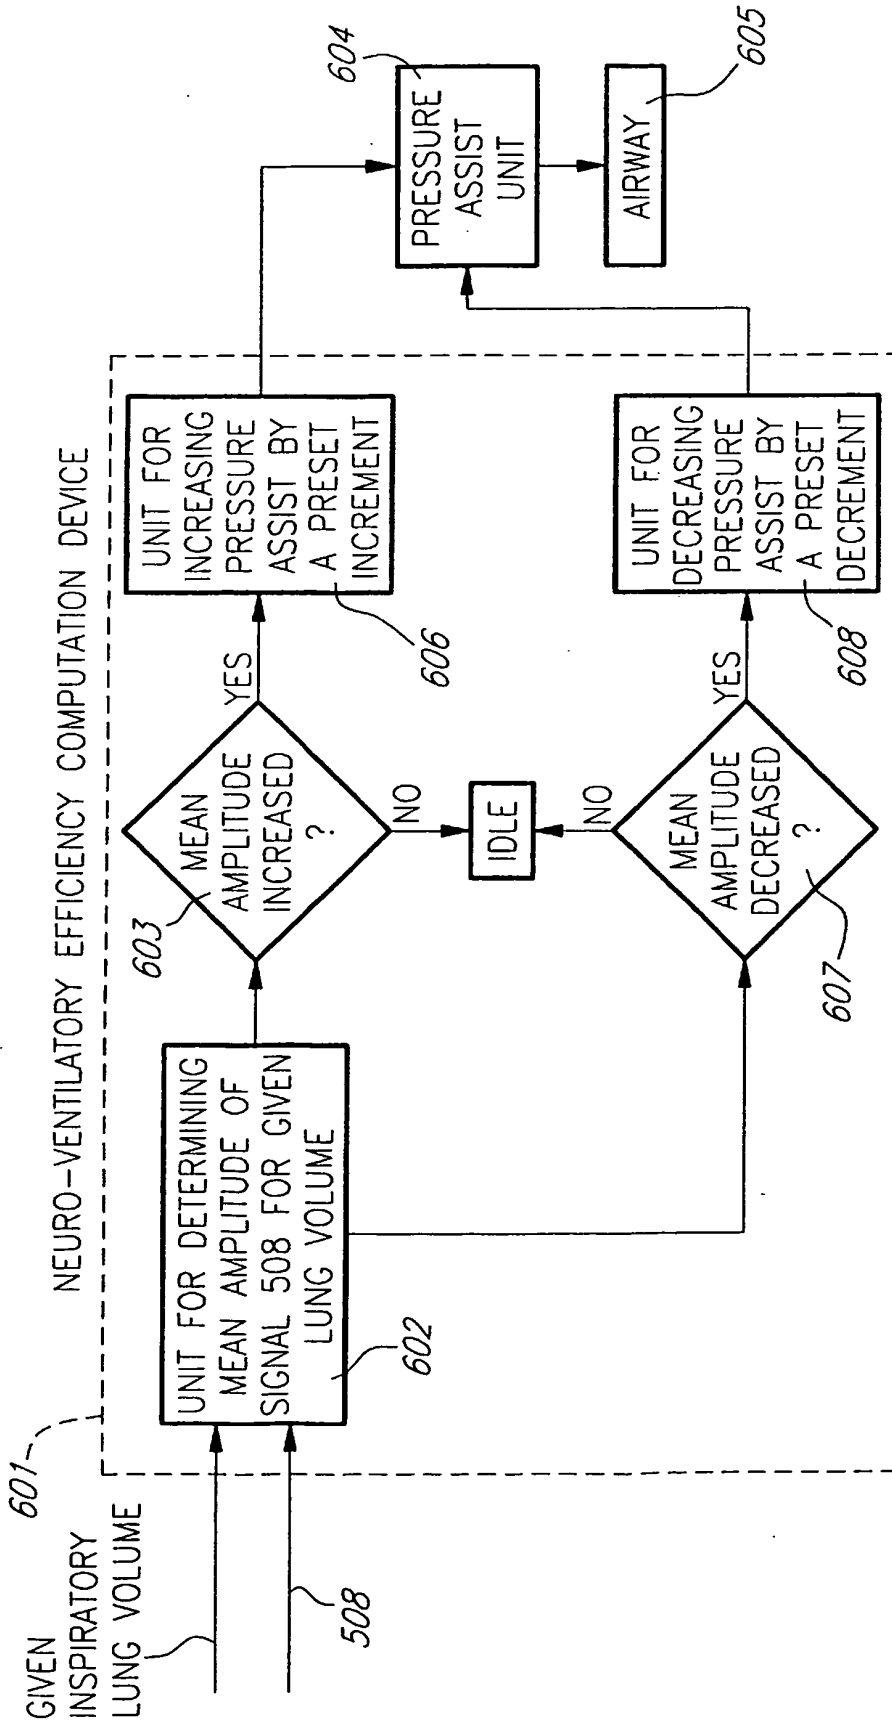 NEURO-VENTILATORY EFFICIENCY COMPUTATION DEVICE
601
GIVEN
INSPIRATORY
LUNG VOLUME
508
UNIT FOR DETERMINING
MEAN AMPLITUDE OF
SIGNAL 508 FOR GIVEN
LUNG VOLUME
602
603
MEAN
AMPLITUDE
INCREASED
?
YES
NO
UNIT FOR
INCREASING
PRESSURE
ASSIST BY
A PRESET
INCREMENT
606
IDLE
NO
MEAN
AMPLITUDE
DECREASED
?
607
YES
UNIT FOR
DECREASING
PRESSURE
ASSIST BY
A PRESET
DECREMENT
608
604
PRESSURE
ASSIST
UNIT
AIRWAY
605